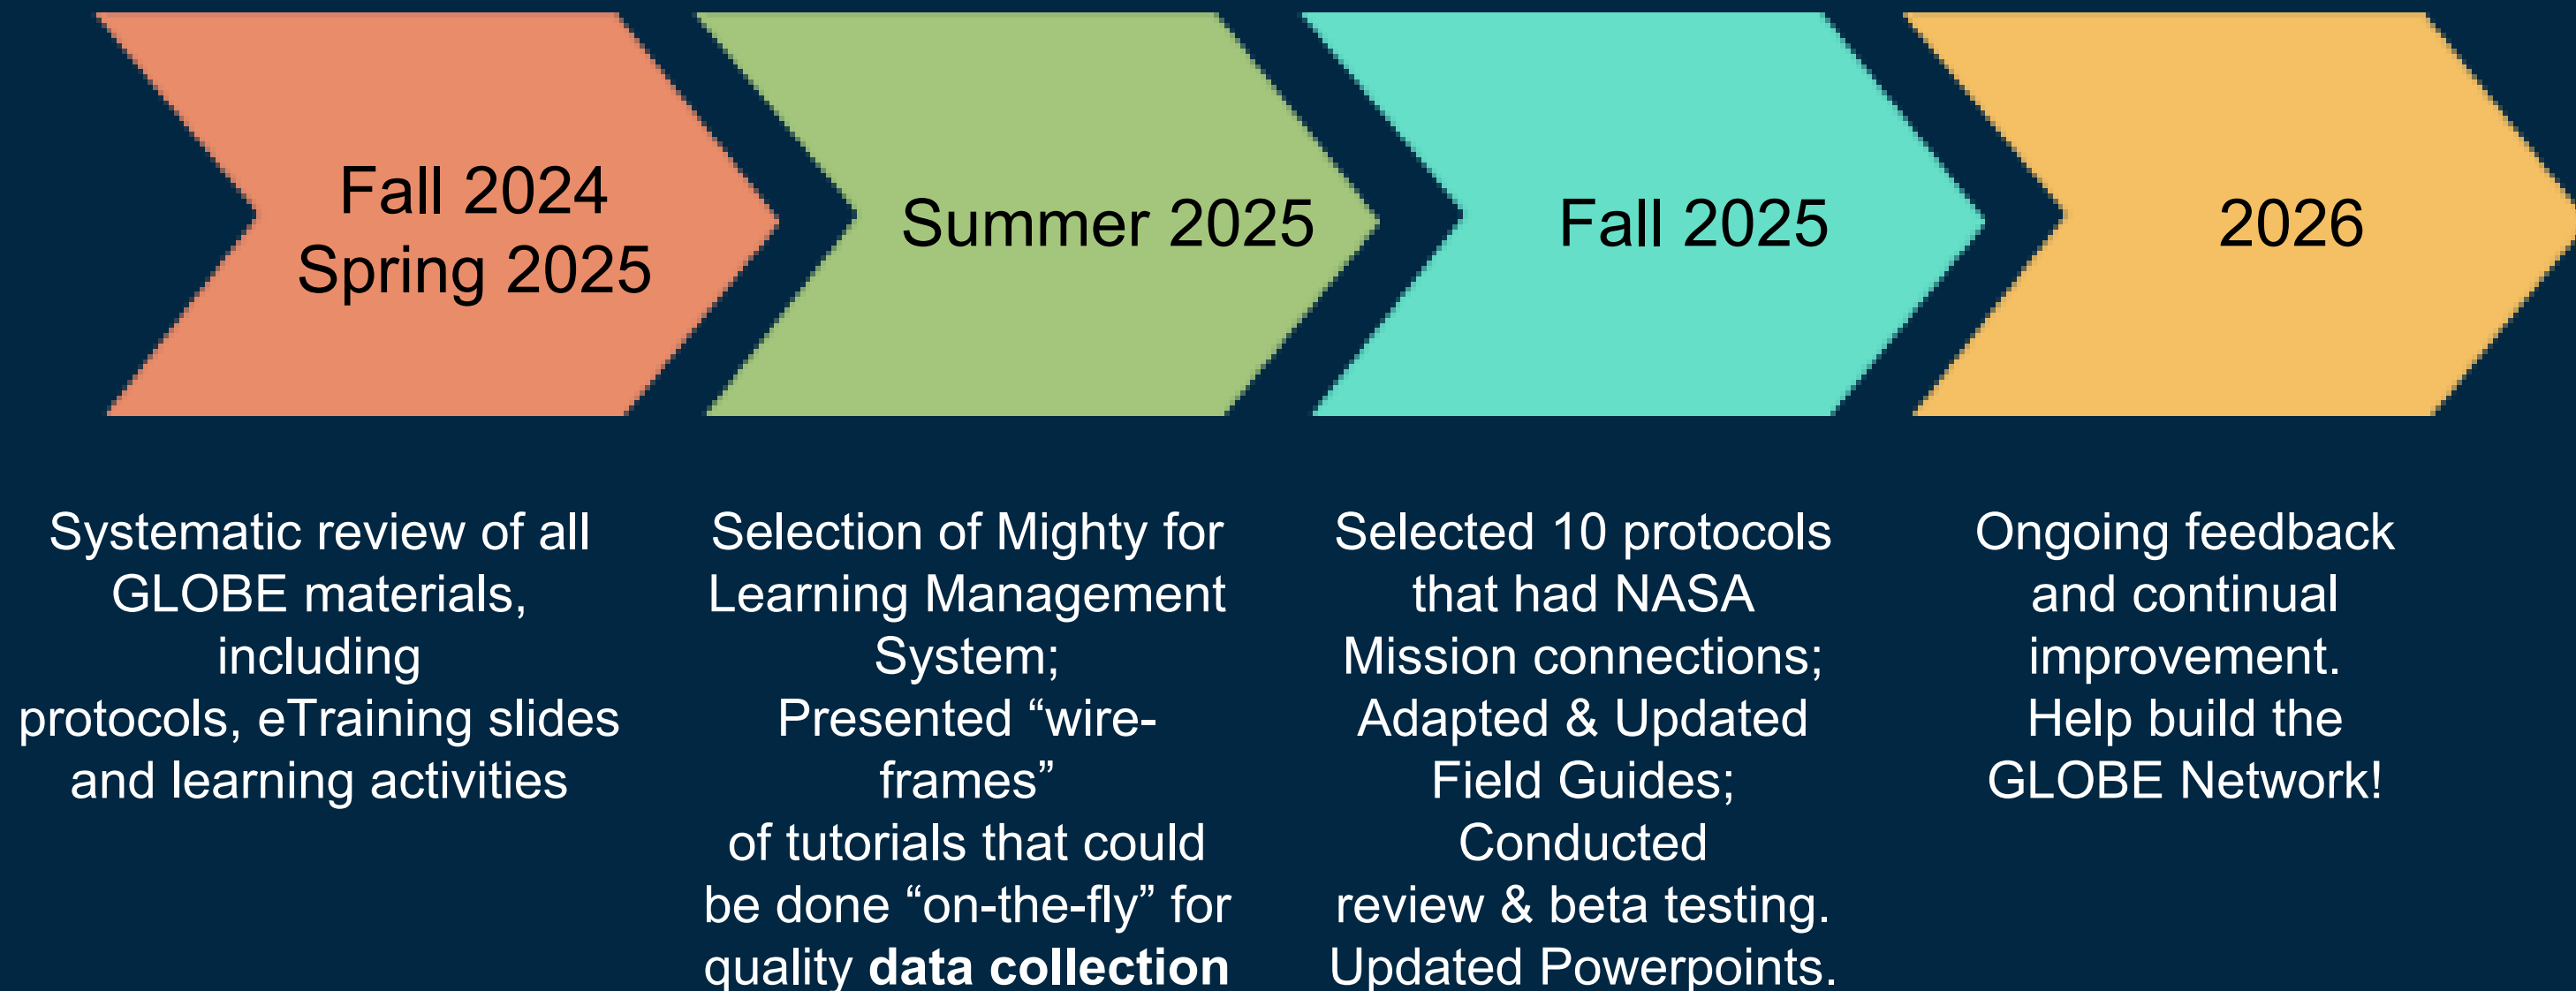 Fall 2024
Spring 2025
Summer 2025
Fall 2025
2026
Systematic review of all
GLOBE materials,
including
protocols, eTraining slides
and learning activities
Selection of Mighty for
Learning Management
System;
Presented “wire-
frames”
of tutorials that could
be done “on-the-fly” for
quality data collection
Selected 10 protocols
that had NASA
Mission connections;
Adapted & Updated
Field Guides;
Conducted
review & beta testing.
Updated Powerpoints.
Ongoing feedback
and continual
improvement.
Help build the
GLOBE Network!